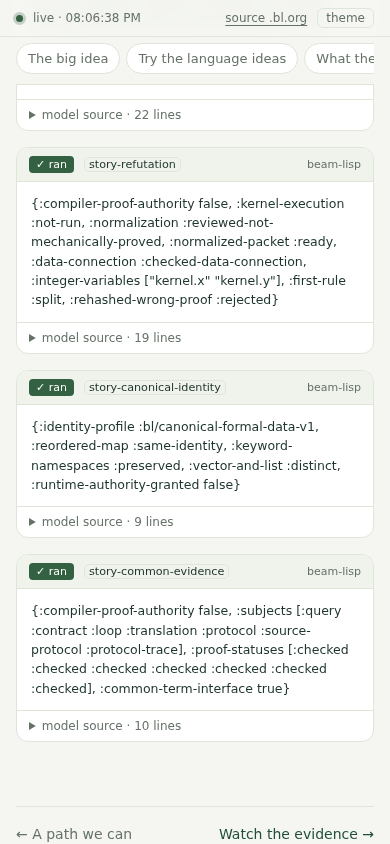 live · 08:06:38 PM
source .bl.org
theme
The big idea
Try the language ideas
What the
▶ model source · 22 lines
✓ ran
story-refutation
beam-lisp
{:compiler-proof-authority false, :kernel-execution
:not-run, :normalization :reviewed-not-
mechanically-proved, :normalized-packet :ready,
:data-connection :checked-data-connection,
:integer-variables ["kernel.x" "kernel.y"], :first-rule
:split, :rehashed-wrong-proof :rejected}
▶ model source · 19 lines
✓ ran
story-canonical-identity
beam-lisp
{:identity-profile :bl/canonical-formal-data-v1,
:reordered-map :same-identity, :keyword-
namespaces :preserved, :vector-and-list :distinct,
:runtime-authority-granted false}
▶ model source · 9 lines
✓ ran
story-common-evidence
beam-lisp
{:compiler-proof-authority false, :subjects [:query
:contract :loop :translation :protocol :source-
protocol :protocol-trace], :proof-statuses [:checked
:checked :checked :checked :checked :checked
:checked], :common-term-interface true}
▶ model source · 10 lines
← A path we can
Watch the evidence →